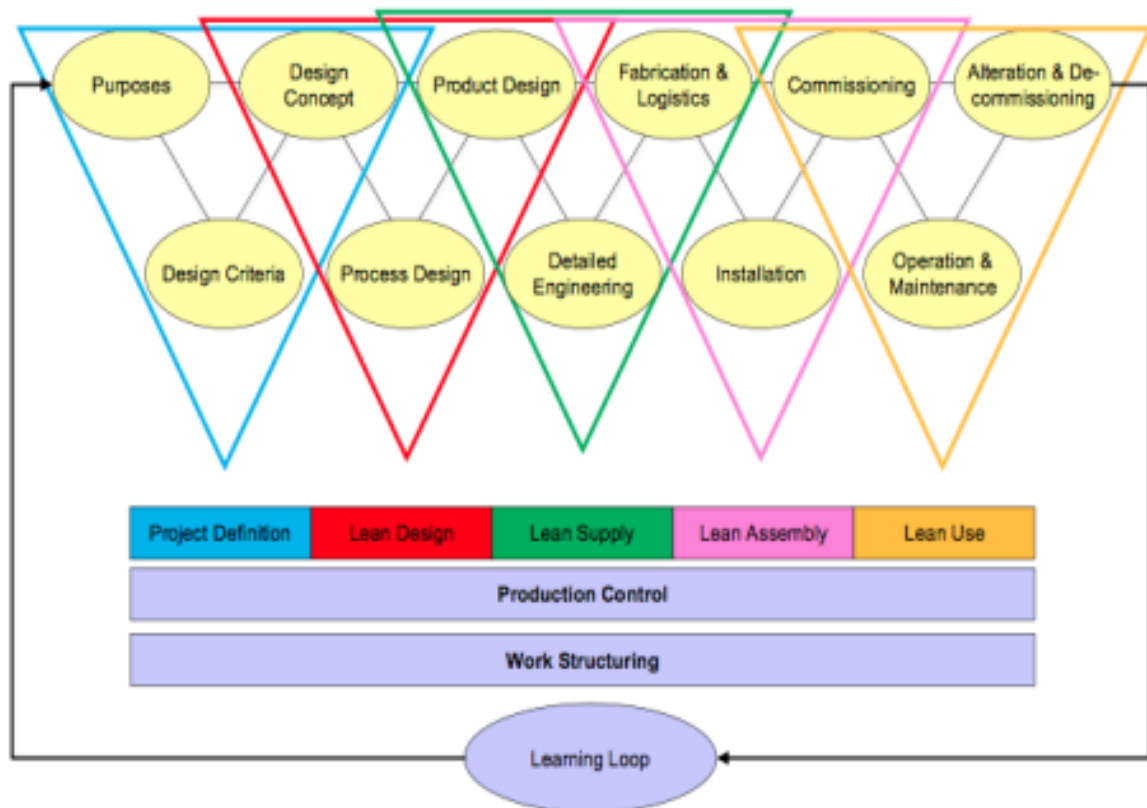 Purposes
Design
Concept
Product Design
Fabrication &
Logistics
Commissioning
Alteration & De-
commissioning
Design Criteria
Process Design
Detailed
Engineering
Installation
Operation &
Maintenance
Project Definition
Lean Design
Lean Supply
Lean Assembly
Lean Use
Production Control
Work Structuring
Learning Loop